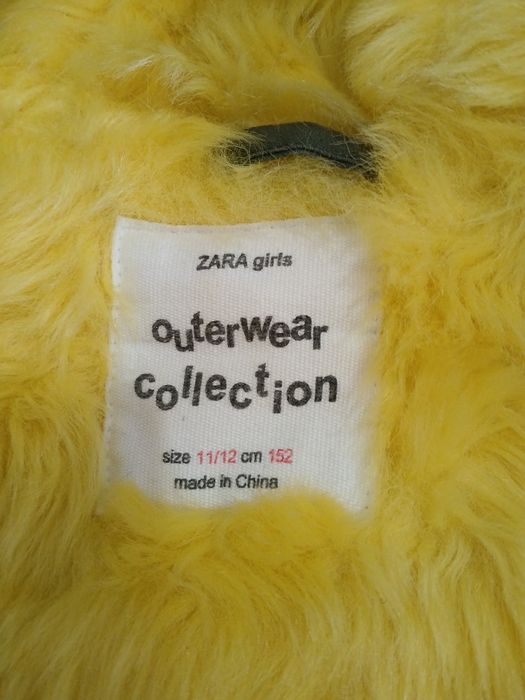 ZARA girls
outerwear
collection
size 11/12 cm 152
made in China